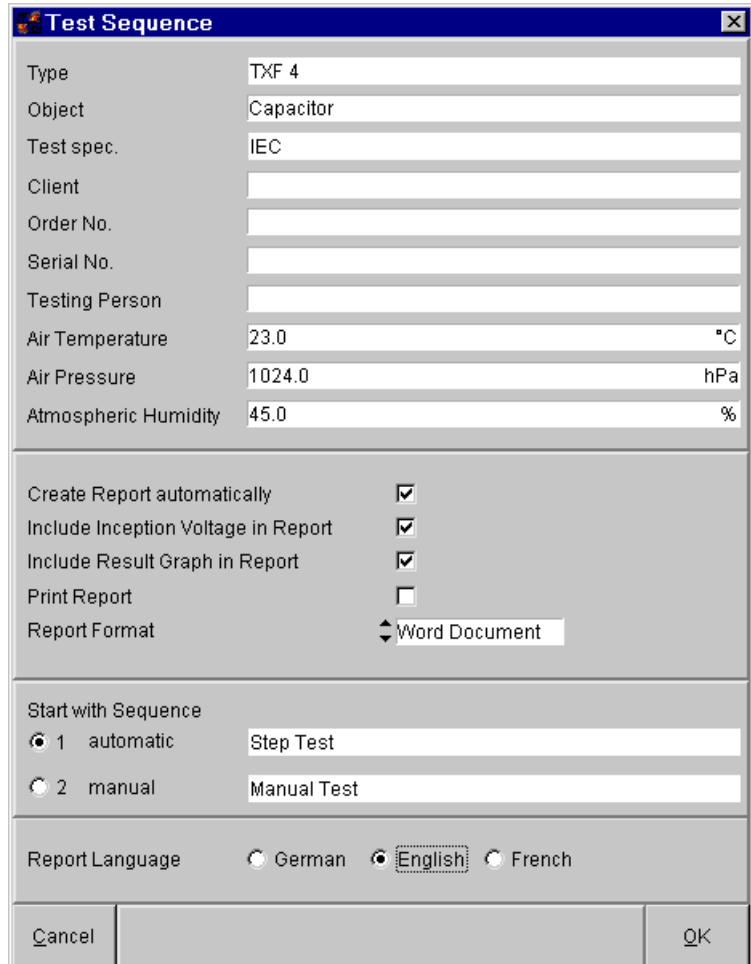 Test Sequence
Type TXF 4
Object Capacitor
Test spec. IEC
Client
Order No.
Serial No.
Testing Person
Air Temperature 23.0 °C
Air Pressure 1024.0 hPa
Atmospheric Humidity 45.0 %
Create Report automatically
Include Inception Voltage in Report
Include Result Graph in Report
Print Report
Report Format Word Document
Start with Sequence
1 automatic Step Test
2 manual Manual Test
Report Language German English French
Cancel OK